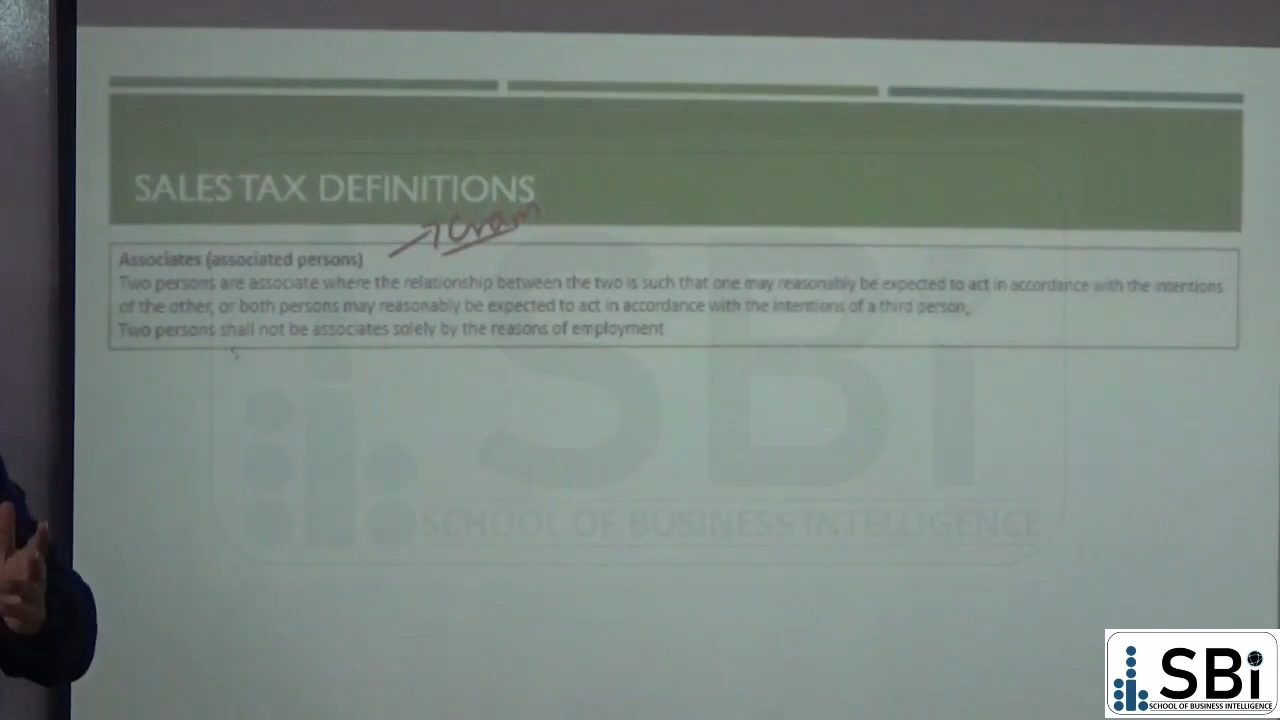 SALES TAX DEFINITIONS
cram
Associates (associated persons)
Two persons are associate where the relationship between the two is such that one may reasonably be expected to act in accordance with the intentions
of the other, or both persons may reasonably be expected to act in accordance with the intentions of a third person,
Two persons shall not be associates solely by the reasons of employment
SBi
SCHOOL OF BUSINESS INTELLIGENCE
SBi
SCHOOL OF BUSINESS INTELLIGENCE